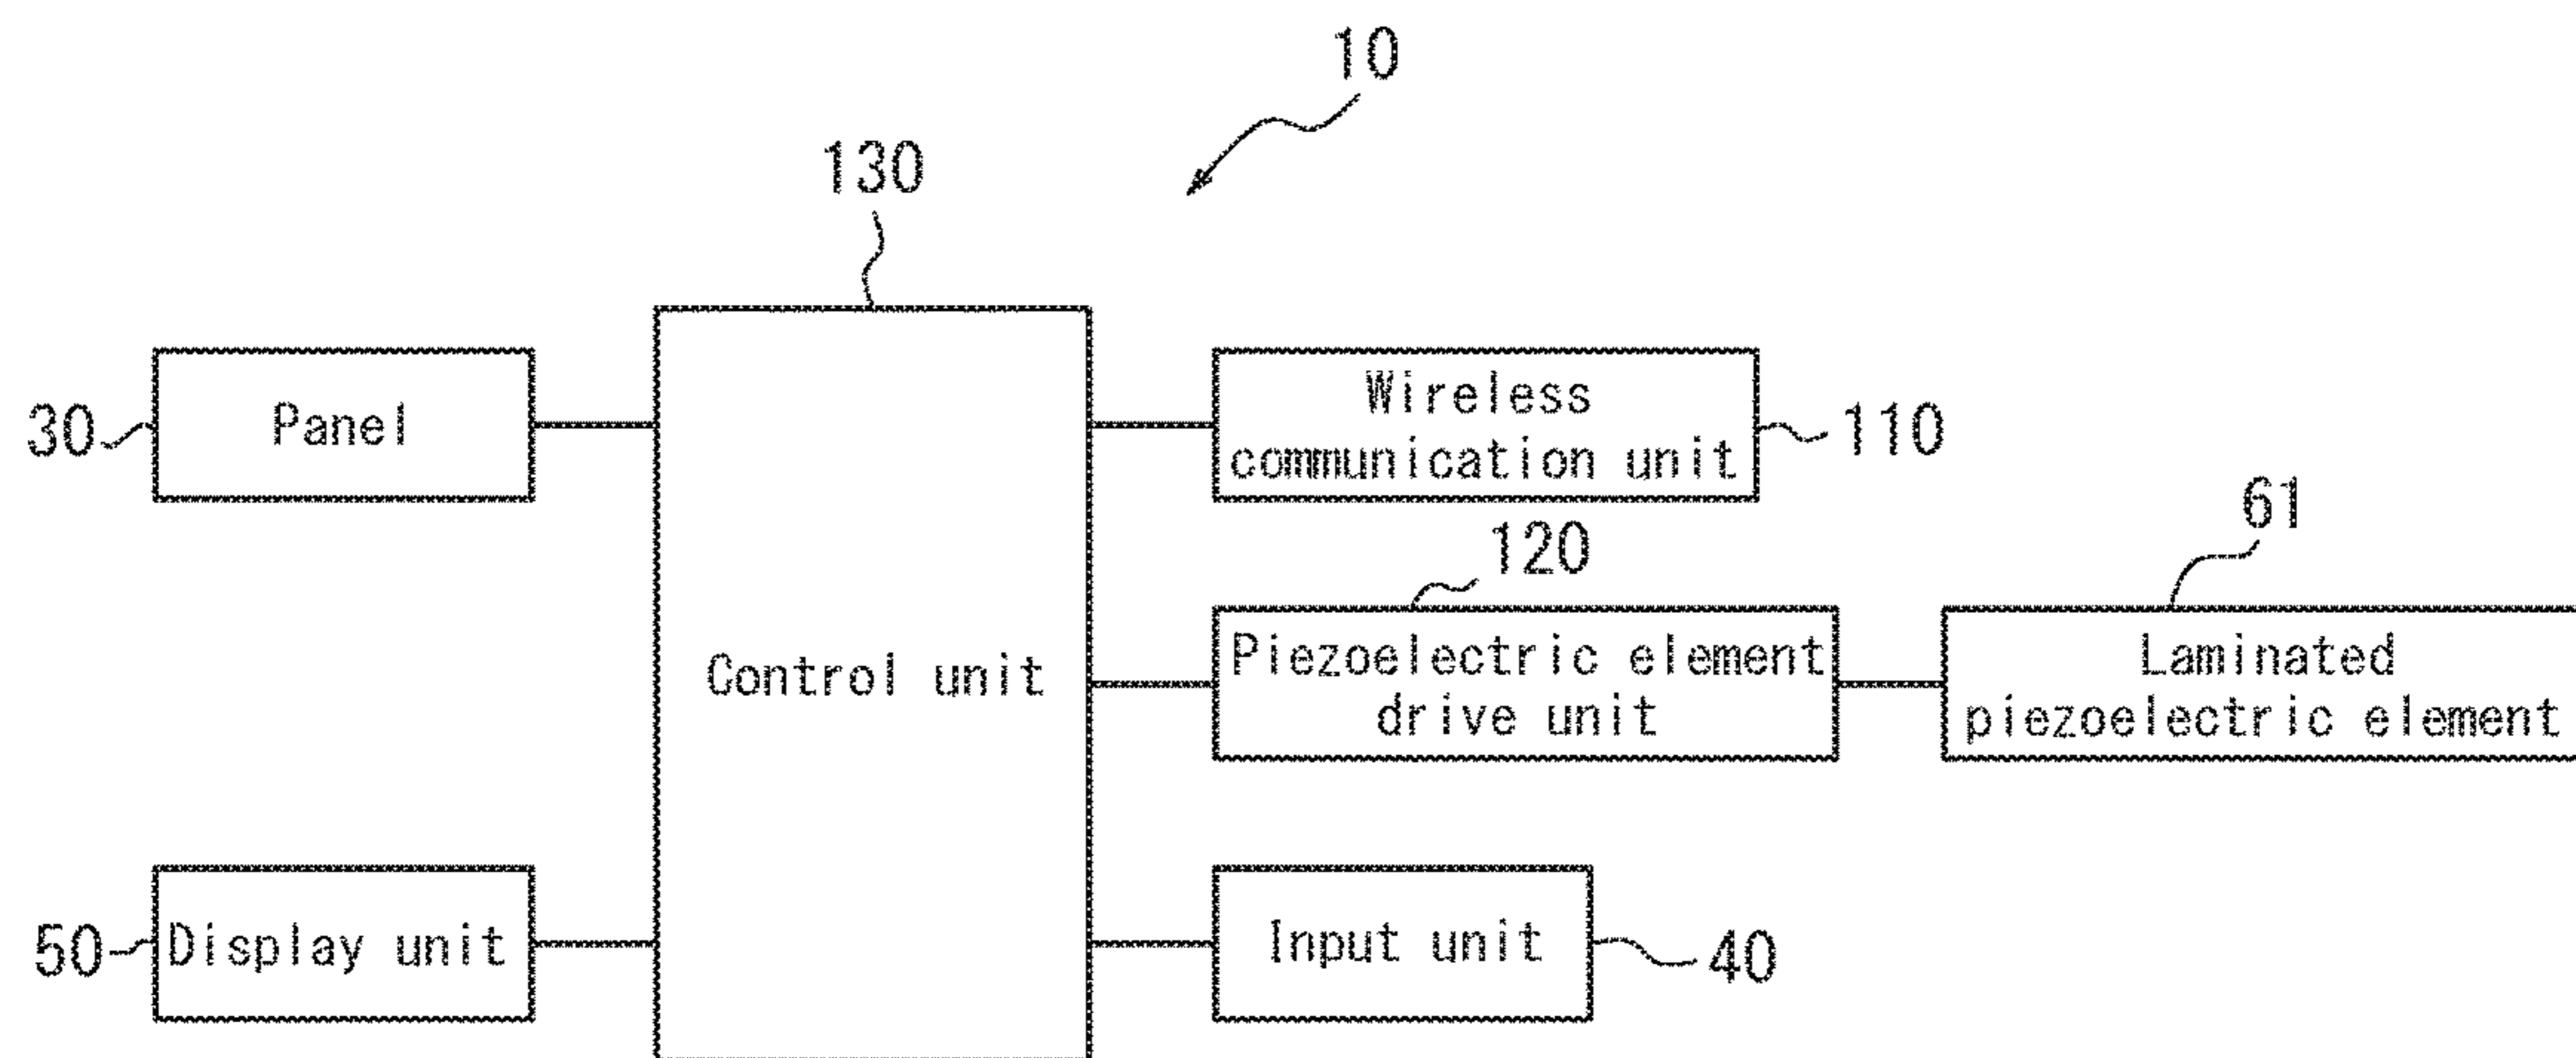 10
130
30
Panel
Wireless
communication unit
110
61
120
Control unit
Piezoelectric element
drive unit
Laminated
piezoelectric element
50
Display unit
Input unit
40